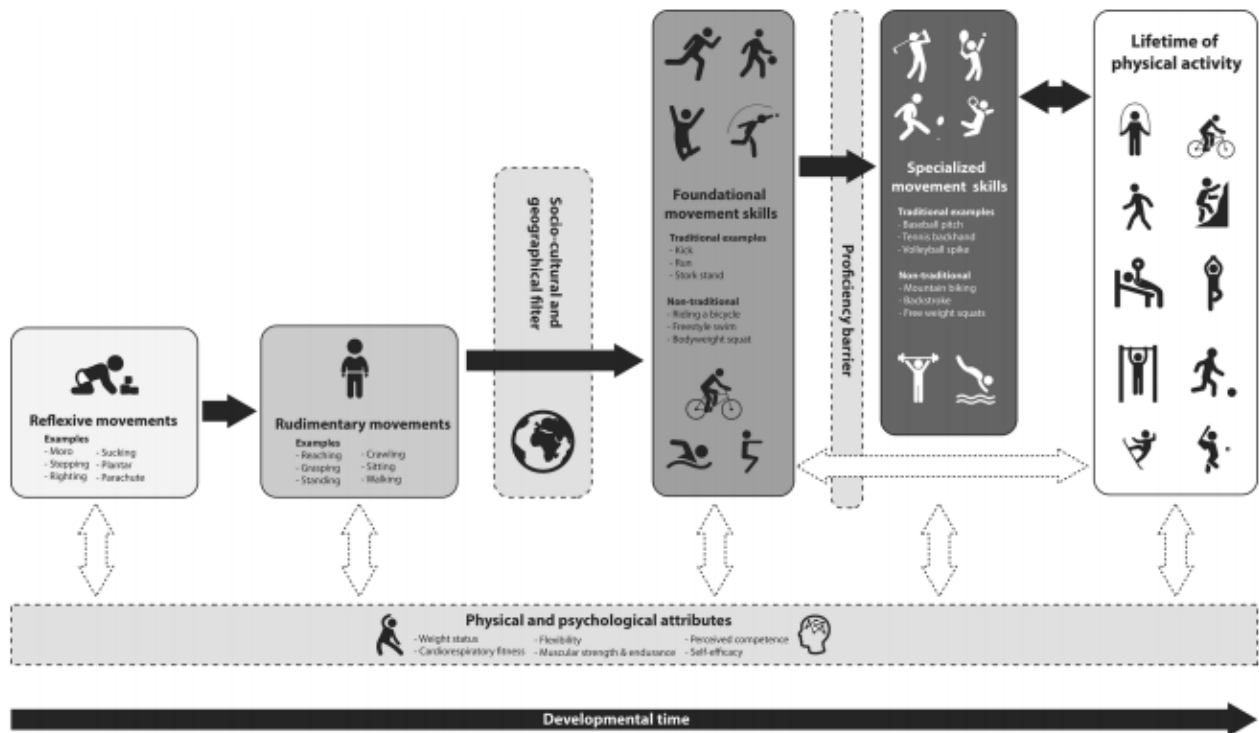 Reflexive movements
Examples
- Moro
- Stepping
- Righting
- Sucking
- Plantar
- Parachute
Rudimentary movements
Examples
- Reaching
- Grasping
- Standing
- Crawling
- Sitting
- Walking
Socio-cultural and
geographical filter
Foundational
movement skills
Traditional examples
- Kick
- Run
- Stork stand
Non-traditional
- Riding a bicycle
- Freestyle swim
- Bodyweight squat
Proficiency barrier
Specialized
movement skills
Traditional examples
- Baseball pitch
- Tennis backhand
- Volleyball spike
Non-traditional
- Mountain biking
- Backstroke
- Free weight squats
Lifetime of
physical activity
Physical and psychological attributes
- Weight status
- Cardiorespiratory fitness
- Flexibility
- Muscular strength & endurance
- Perceived competence
- Self-efficacy
Developmental time